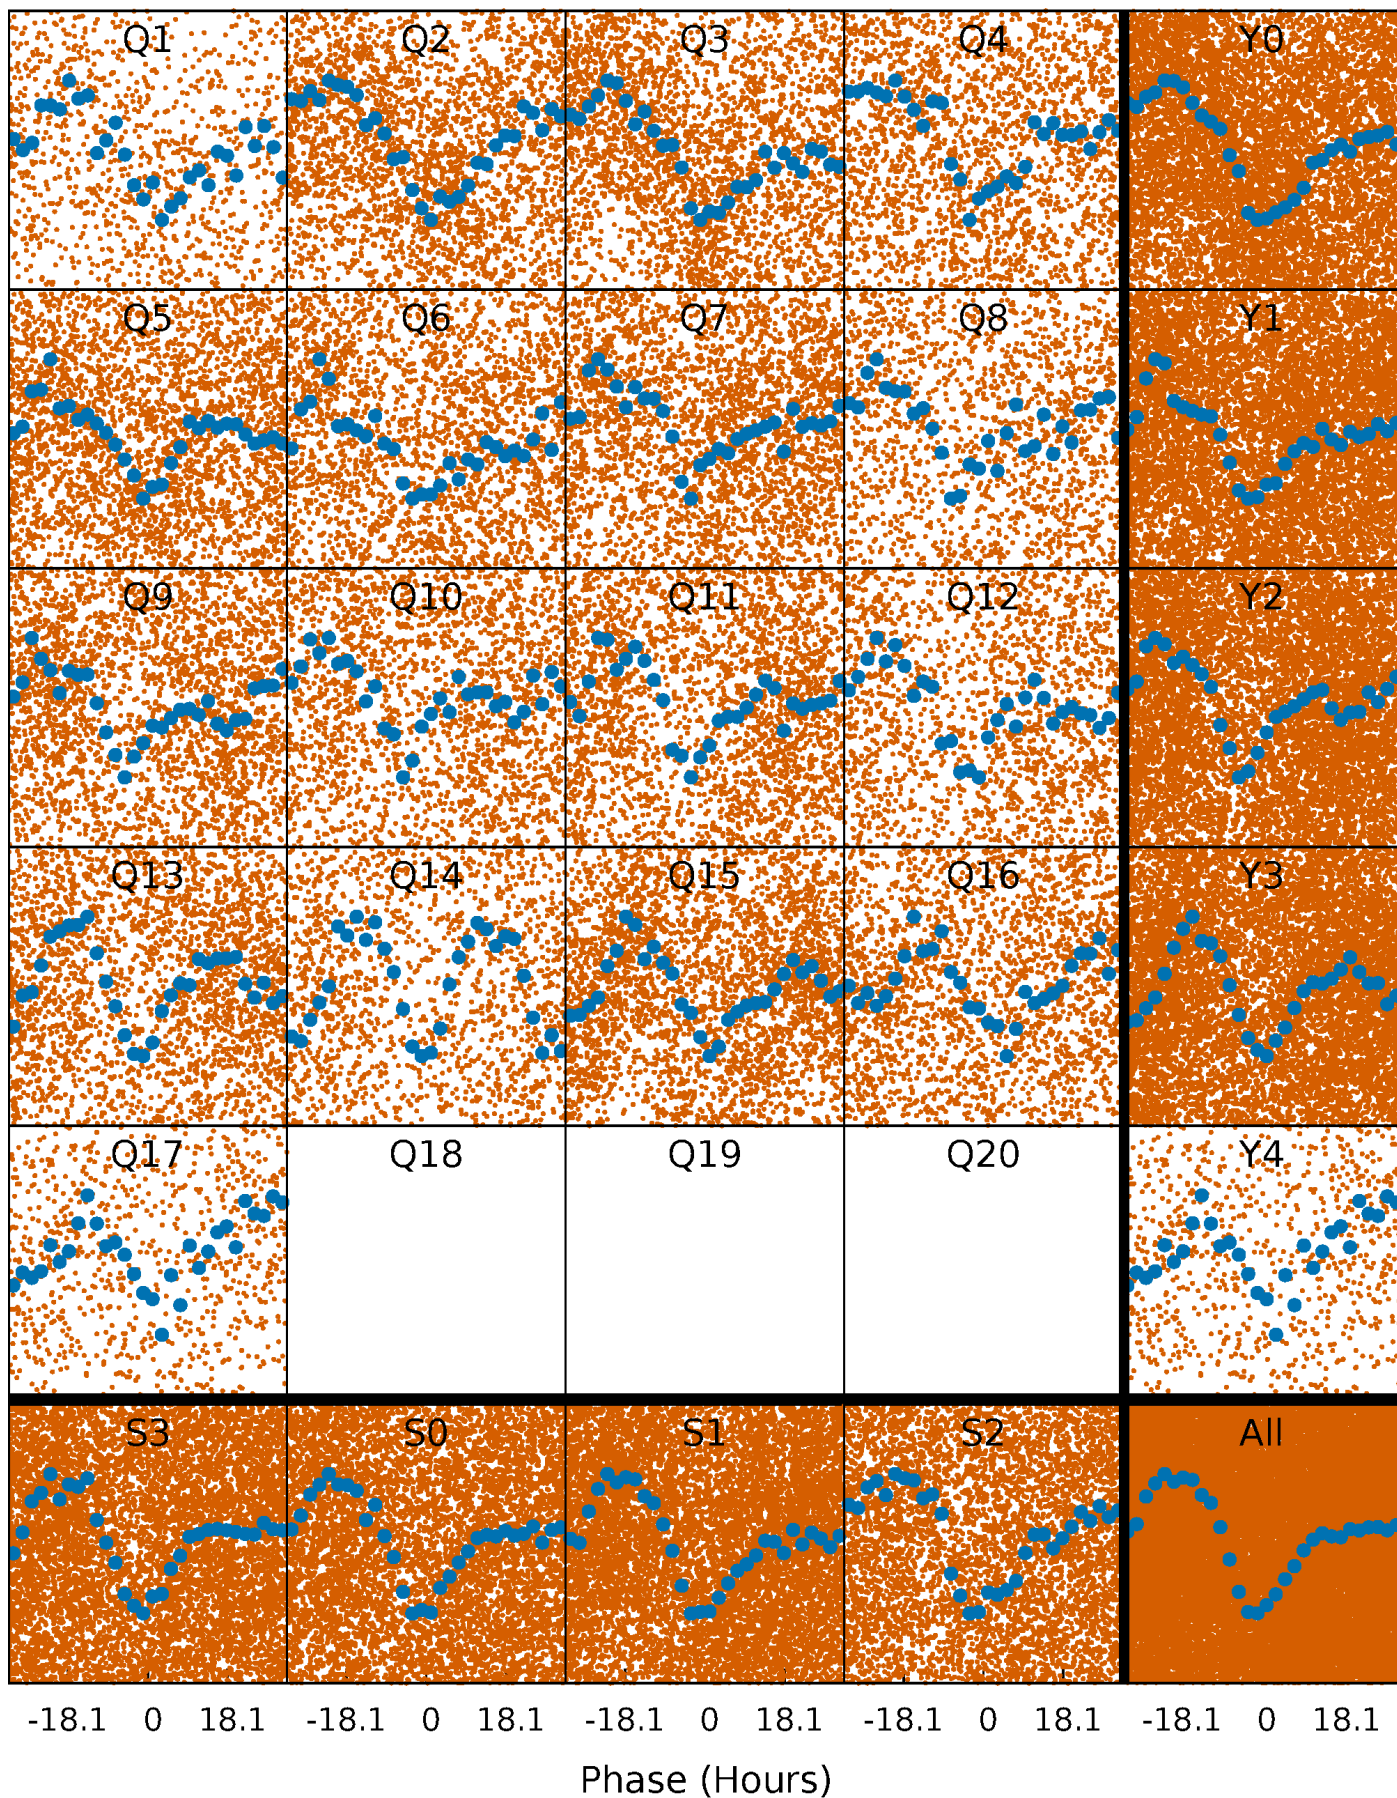 Q1 Q2 Q3 Q4 Y0
Q5 Q6 Q7 Q8 Y1
Q9 Q10 Q11 Q12 Y2
Q13 Q14 Q15 Q16 Y3
Q17 Q18 Q19 Q20 Y4
S3 S0 S1 S2 All
-18.1 0 18.1 -18.1 0 18.1 -18.1 0 18.1 -18.1 0 18.1 -18.1 0 18.1
Phase (Hours)